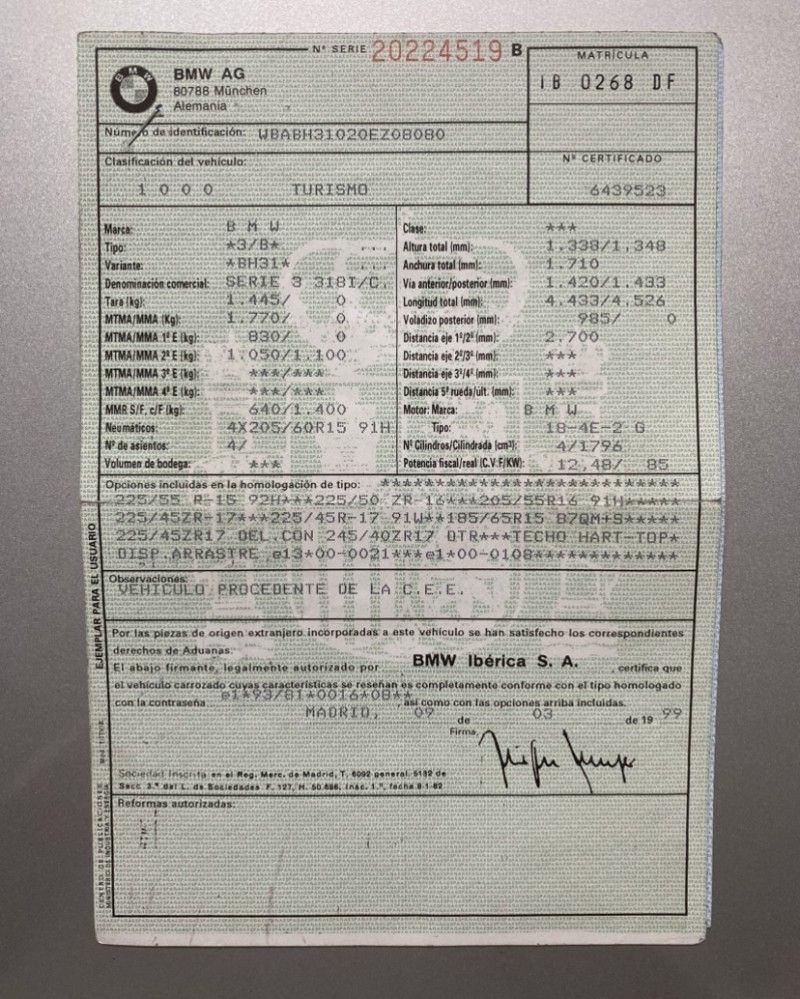 Nº SERIE 20224519 B
BMW
BMW AG
80788 München
Alemania
MATRÍCULA
IB 0268 DF
Número de identificación: WBABH31020EZ08080
Clasificación del vehículo:
1 0 0 0 TURISMO
Nº CERTIFICADO
6439523
Marca: B M W
Tipo: *3/B*
Variante: *BH31*
Denominación comercial: SERIE 3 318I/C.
Tara (kg): 1.445/ 0
MTMA/MMA (Kg): 1.770/ 0
MTMA/MMA 1º E (kg): 830/ 0
MTMA/MMA 2º E (kg): 1.050/1.100
MTMA/MMA 3º E (kg): ***/***
MTMA/MMA 4º E (kg): ***/***
MMR S/F, c/F (kg): 640/1.400
Neumáticos: 4X205/60R15 91H
Nº de asientos: 4/
Volumen de bodega: ***
Clase: ***
Altura total (mm): 1.338/1.348
Anchura total (mm): 1.710
Vía anterior/posterior (mm): 1.420/1.433
Longitud total (mm): 4.433/4.526
Voladizo posterior (mm): 985/ 0
Distancia eje 1º/2º (mm): 2.700
Distancia eje 2º/3º (mm): ***
Distancia eje 3º/4º (mm): ***
Distancia 5ª rueda/últ. (mm): ***
Motor: Marca: B M W
Tipo: 18-4E-2 G
Nº Cilindros/Cilindrada (cm³): 4/1796
Potencia fiscal/real (C.V.F/KW): 12,48/ 85
Opciones incluidas en la homologación de tipo: **************************
225/55 R-15 92H***225/50 ZR-16***205/55R16 91H*****
225/45ZR-17***225/45R-17 91W**185/65R15 87QM+S*****
225/45ZR17 DEL.CON 245/40ZR17 DTR***TECHO HART-TOP*
DISP.ARRASTRE e13*00-0021***e1*00-0108*************
Observaciones:
VEHICULO PROCEDENTE DE LA C.E.E.
Por las piezas de origen extranjero incorporadas a este vehículo se han satisfecho los correspondientes
derechos de Aduanas.
El abajo firmante, legalmente autorizado por BMW Ibérica S. A. , certifica que
el vehículo carrozado cuyas características se reseñan es completamente conforme con el tipo homologado
con la contraseña e1*93/81*0016*08** , así como con las opciones arriba incluidas.
MADRID, 09 de 03 de 19 99
Firma,
Sociedad Inscrita en el Reg. Merc. de Madrid, T. 6092 general. 5132 de
Secc 3.ª del L. de Sociedades F. 127, H. 50.686, Insc. 1.ª, fecha 8-1-82
Reformas autorizadas:
EJEMPLAR PARA EL USUARIO
CENTRO DE PUBLICACIONES
MINISTERIO DE INDUSTRIA Y ENERGIA